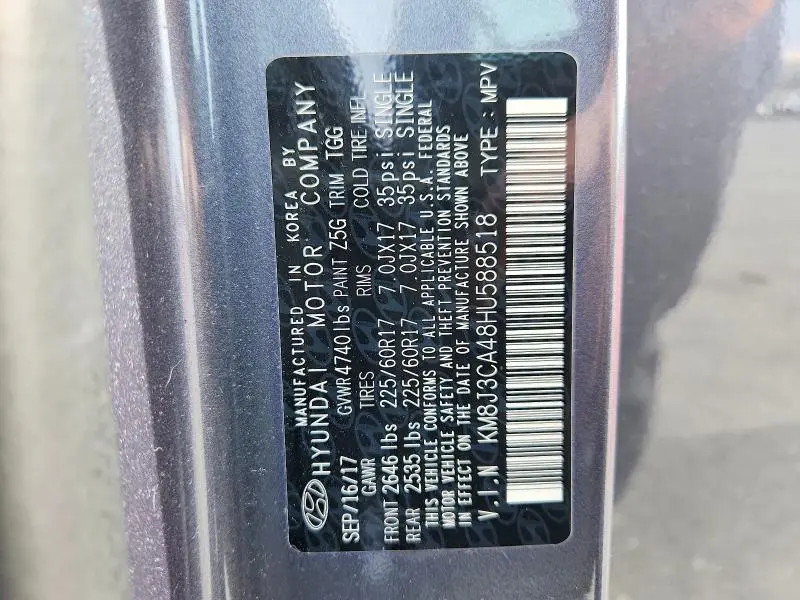 MANUFACTURED IN KOREA BY
HYUNDAI MOTOR COMPANY
SEP/16/17 GVWR 4740lbs PAINT Z5G TRIM TGG
GAWR TIRES RIMS COLD TIRE INFL
FRONT 2646 lbs 225/60R17 7.0JX17 35psi SINGLE
REAR 2535 lbs 225/60R17 7.0JX17 35psi SINGLE
THIS VEHICLE CONFORMS TO ALL APPLICABLE U.S.A. FEDERAL
MOTOR VEHICLE SAFETY AND THEFT PREVENTION STANDARDS
IN EFFECT ON THE DATE OF MANUFACTURE SHOWN ABOVE
V.I.N KM8J3CA48HU588518 TYPE: MPV